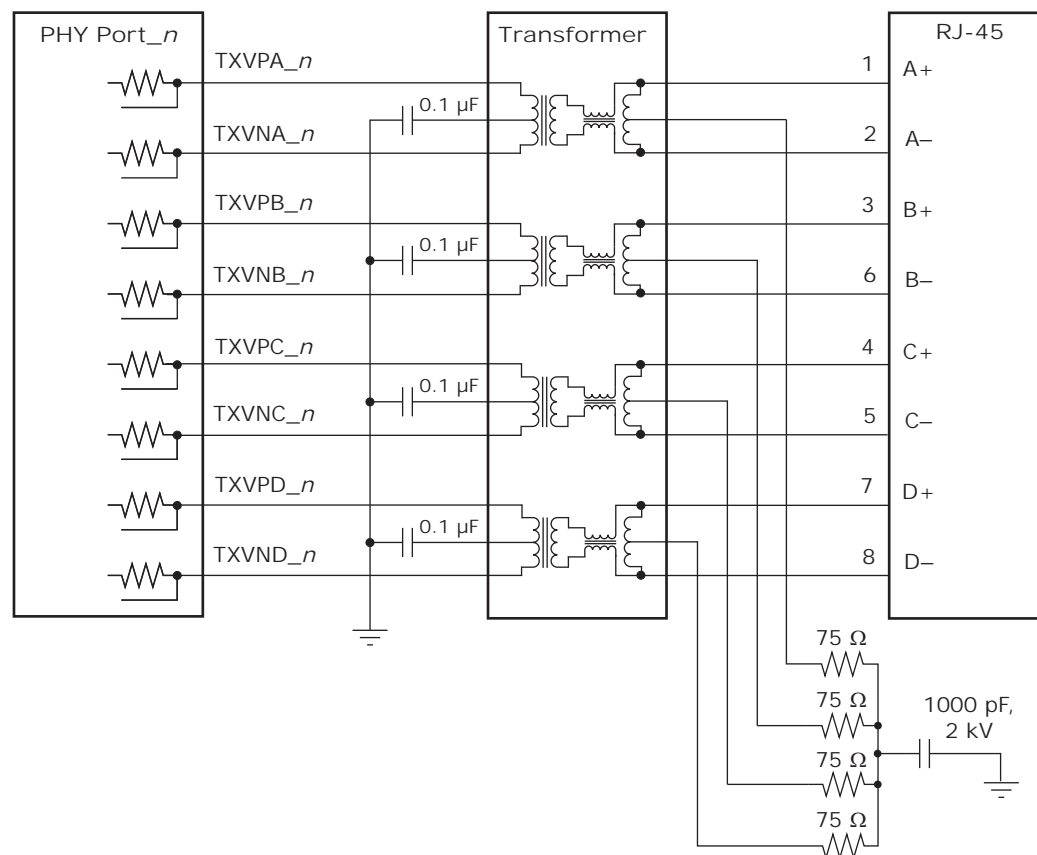 PHY Port_n
Transformer
RJ-45
TXVPA_n
0.1 µF
TXVNA_n
1
A+
2
A–
TXVPB_n
0.1 µF
TXVNB_n
3
B+
6
B–
TXVPC_n
0.1 µF
TXVNC_n
4
C+
5
C–
TXVPD_n
0.1 µF
TXVND_n
7
D+
8
D–
75 Ω
75 Ω
75 Ω
75 Ω
1000 pF,
2 kV